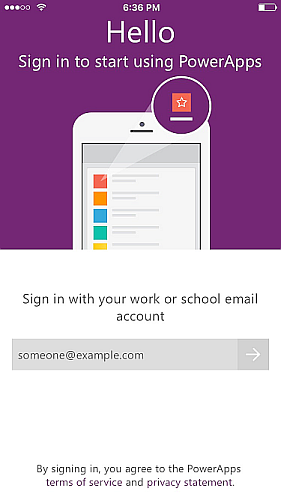 6:36 PM
Hello
Sign in to start using PowerApps
Sign in with your work or school email
account
someone@example.com
By signing in, you agree to the PowerApps
terms of service and privacy statement.